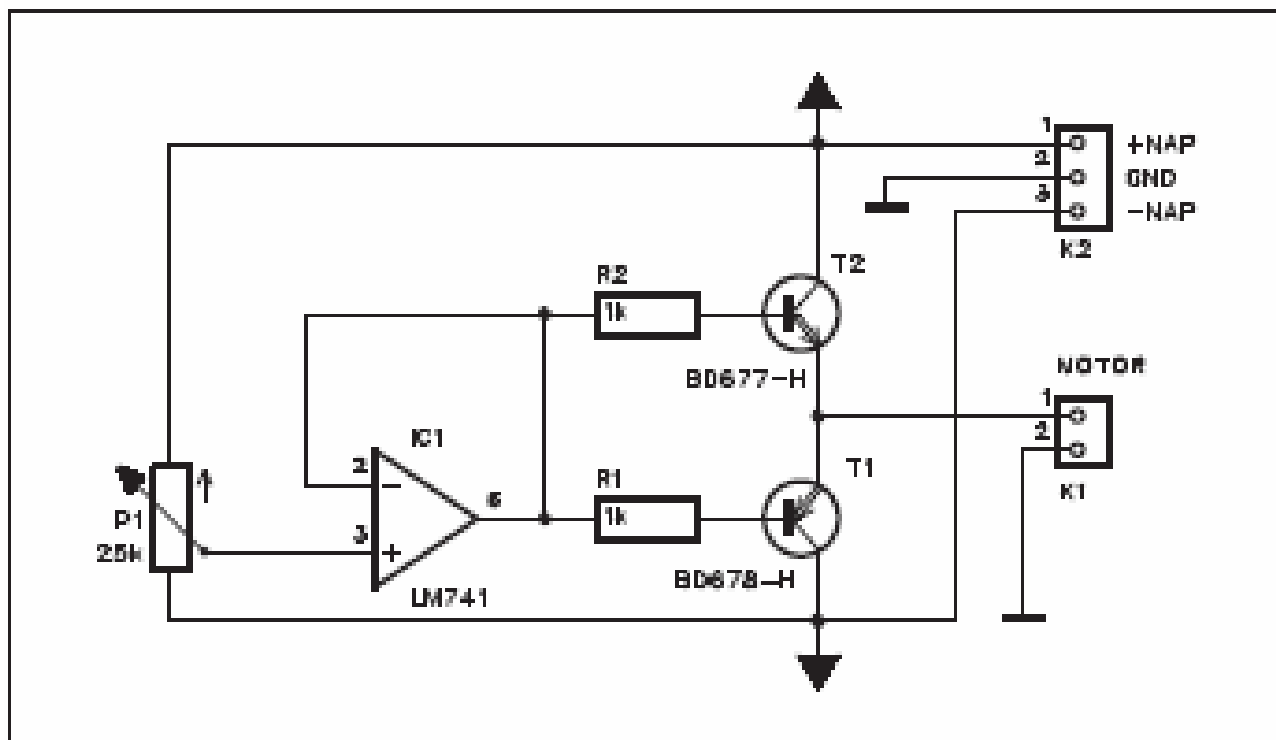 1
+NAP
2
GND
3
-NAP
K2
T2
R2
1k
BD677-H
MOTOR
1
2
K1
IC1
2
-
3
+
6
LM741
R1
1k
T1
BD678-H
P1
25k